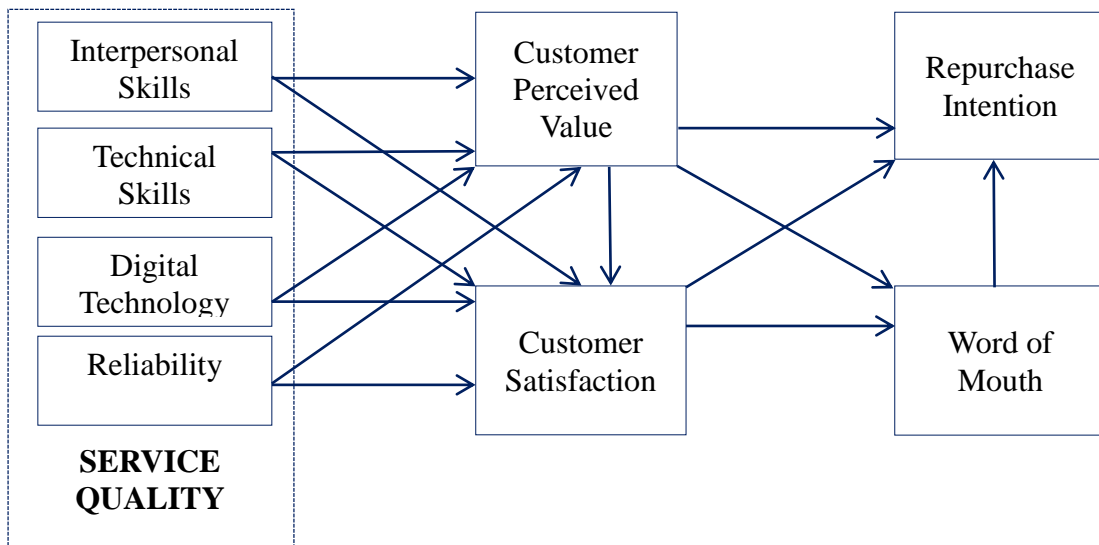 Interpersonal
Skills
Technical
Skills
Digital
Technology
Reliability
SERVICE
QUALITY
Customer
Perceived
Value
Customer
Satisfaction
Repurchase
Intention
Word of
Mouth